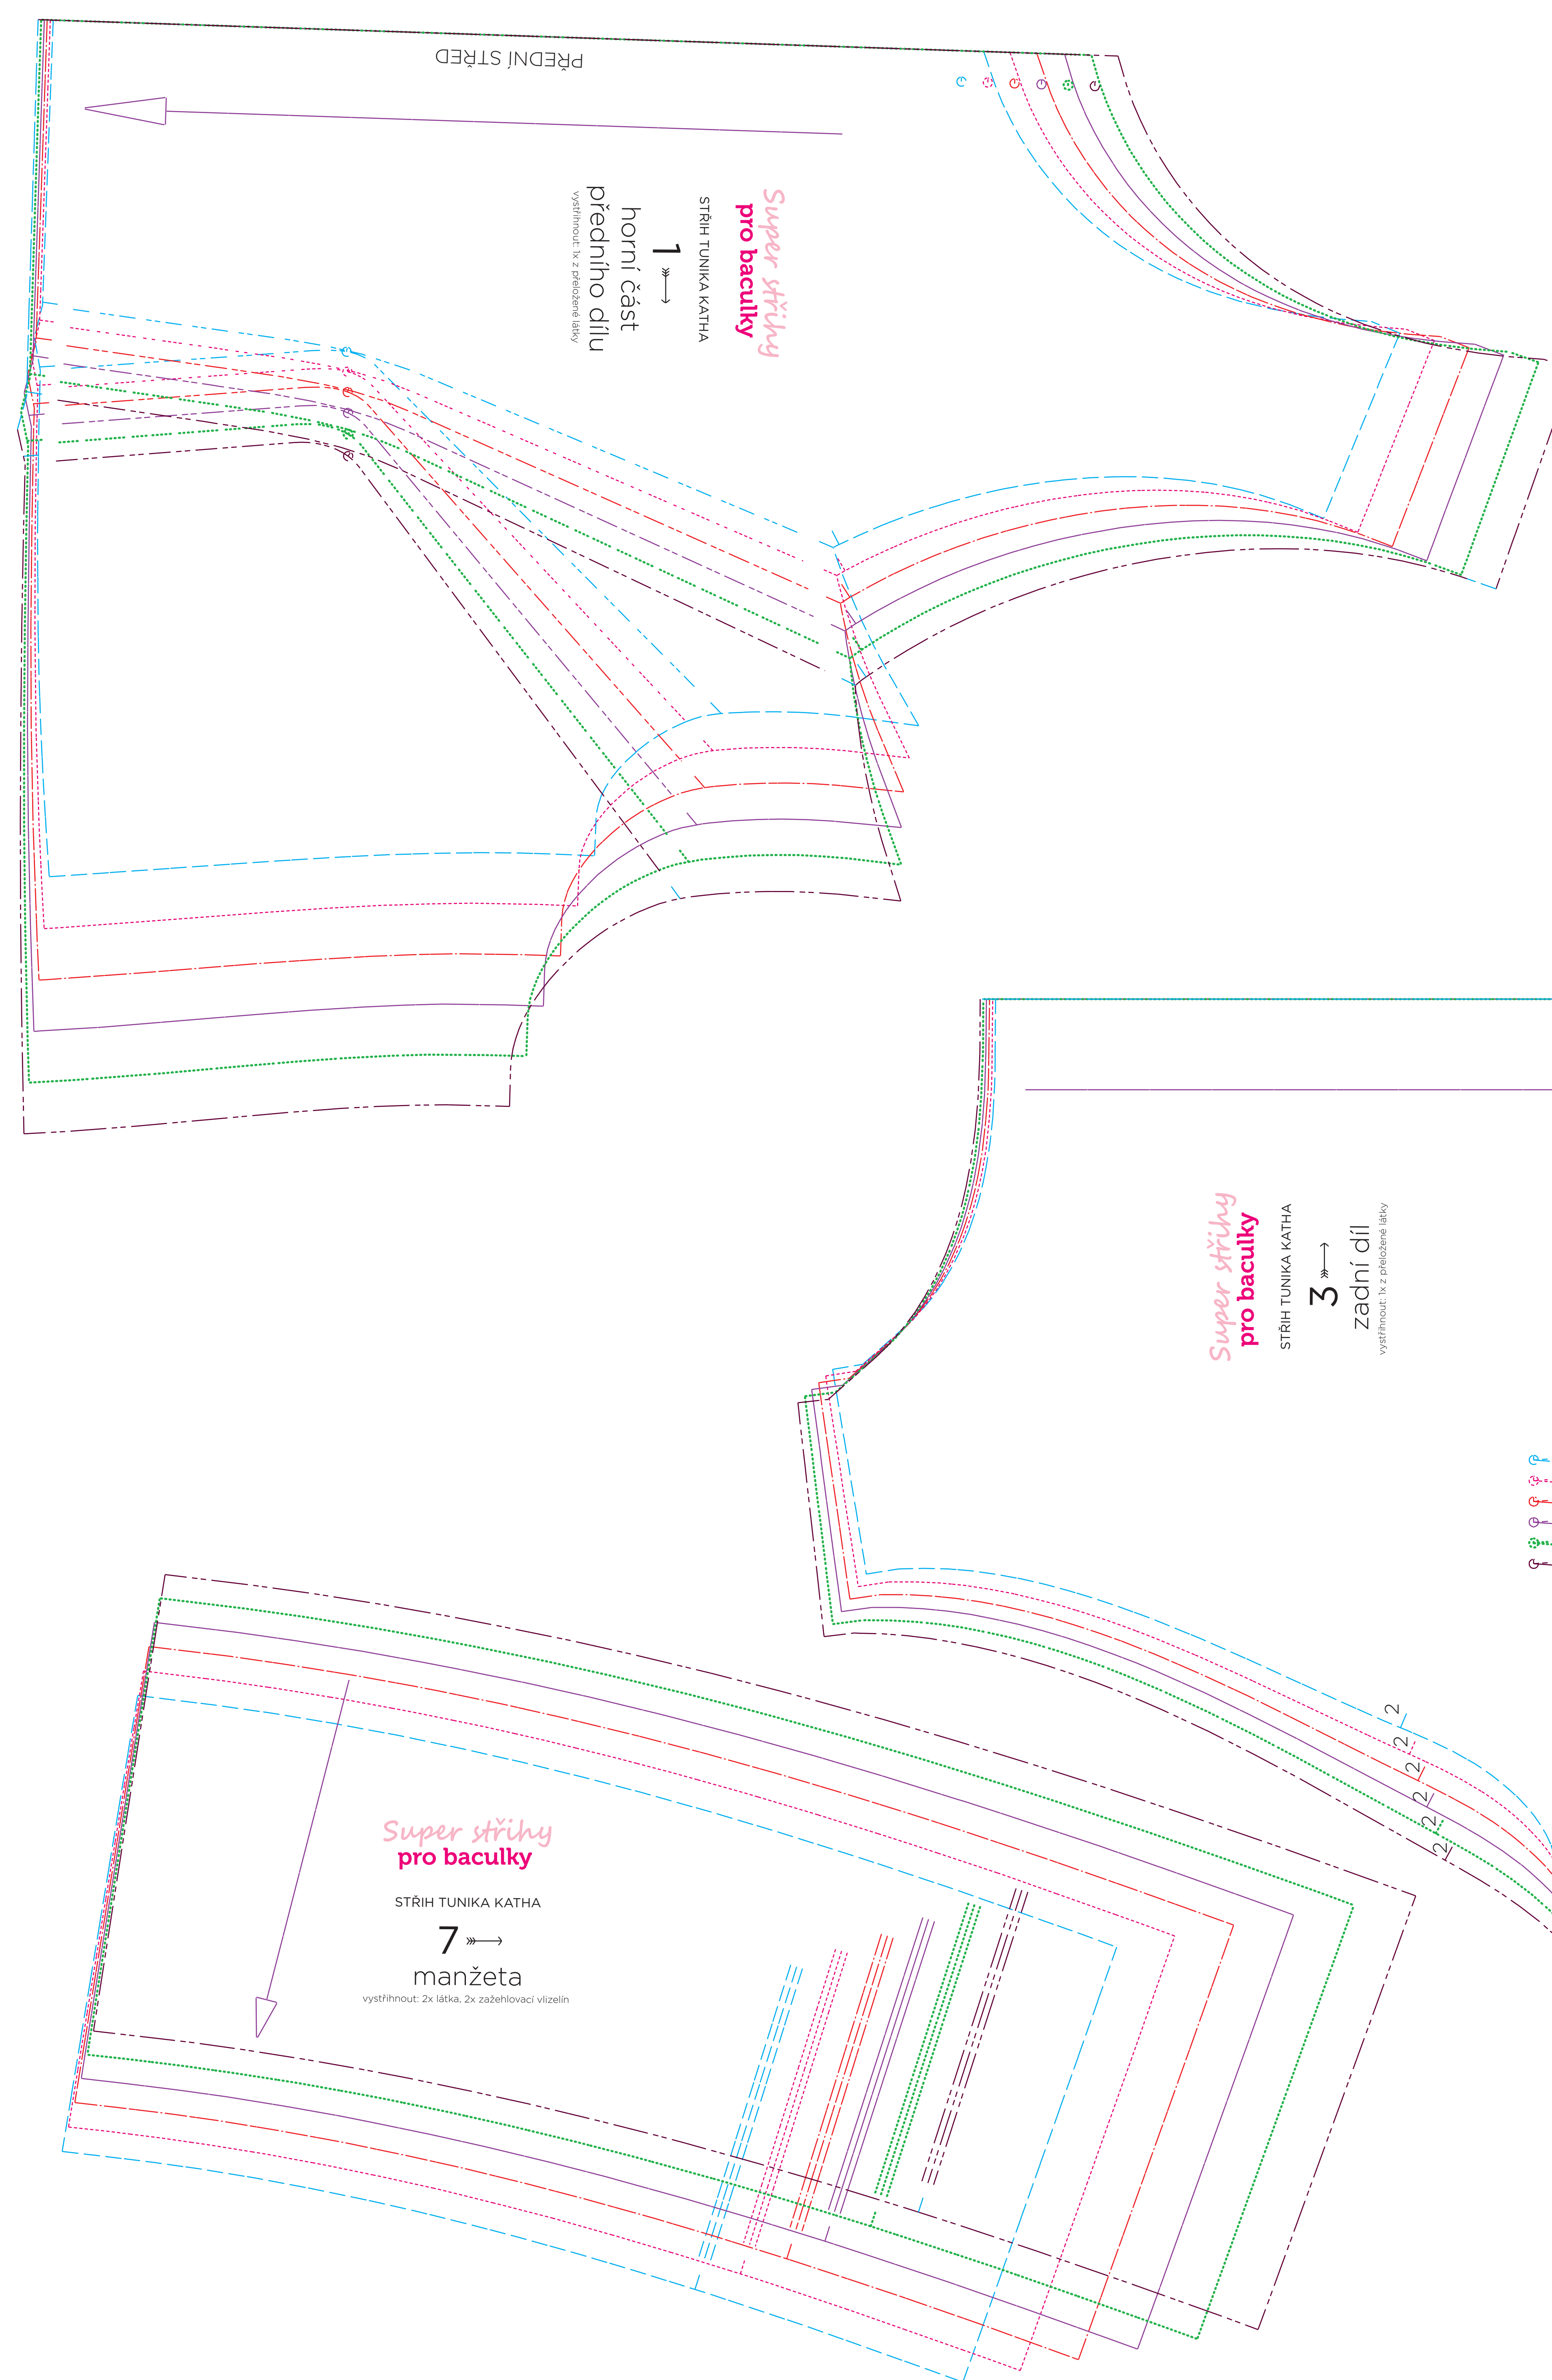 PŘEDNÍ STŘED
Super střihy
pro baculky
STŘIH TUNIKA KATHA
1
horní část
předního dílu
vystřihnout: 1x z přeložené látky
Super střihy
pro baculky
STŘIH TUNIKA KATHA
3
zadní díl
vystřihnout: 1x z přeložené látky
2
2
2
2
2
2
Super střihy
pro baculky
STŘIH TUNIKA KATHA
7
manžeta
vystřihnout: 2x látka, 2x zažehlovací vlizelín